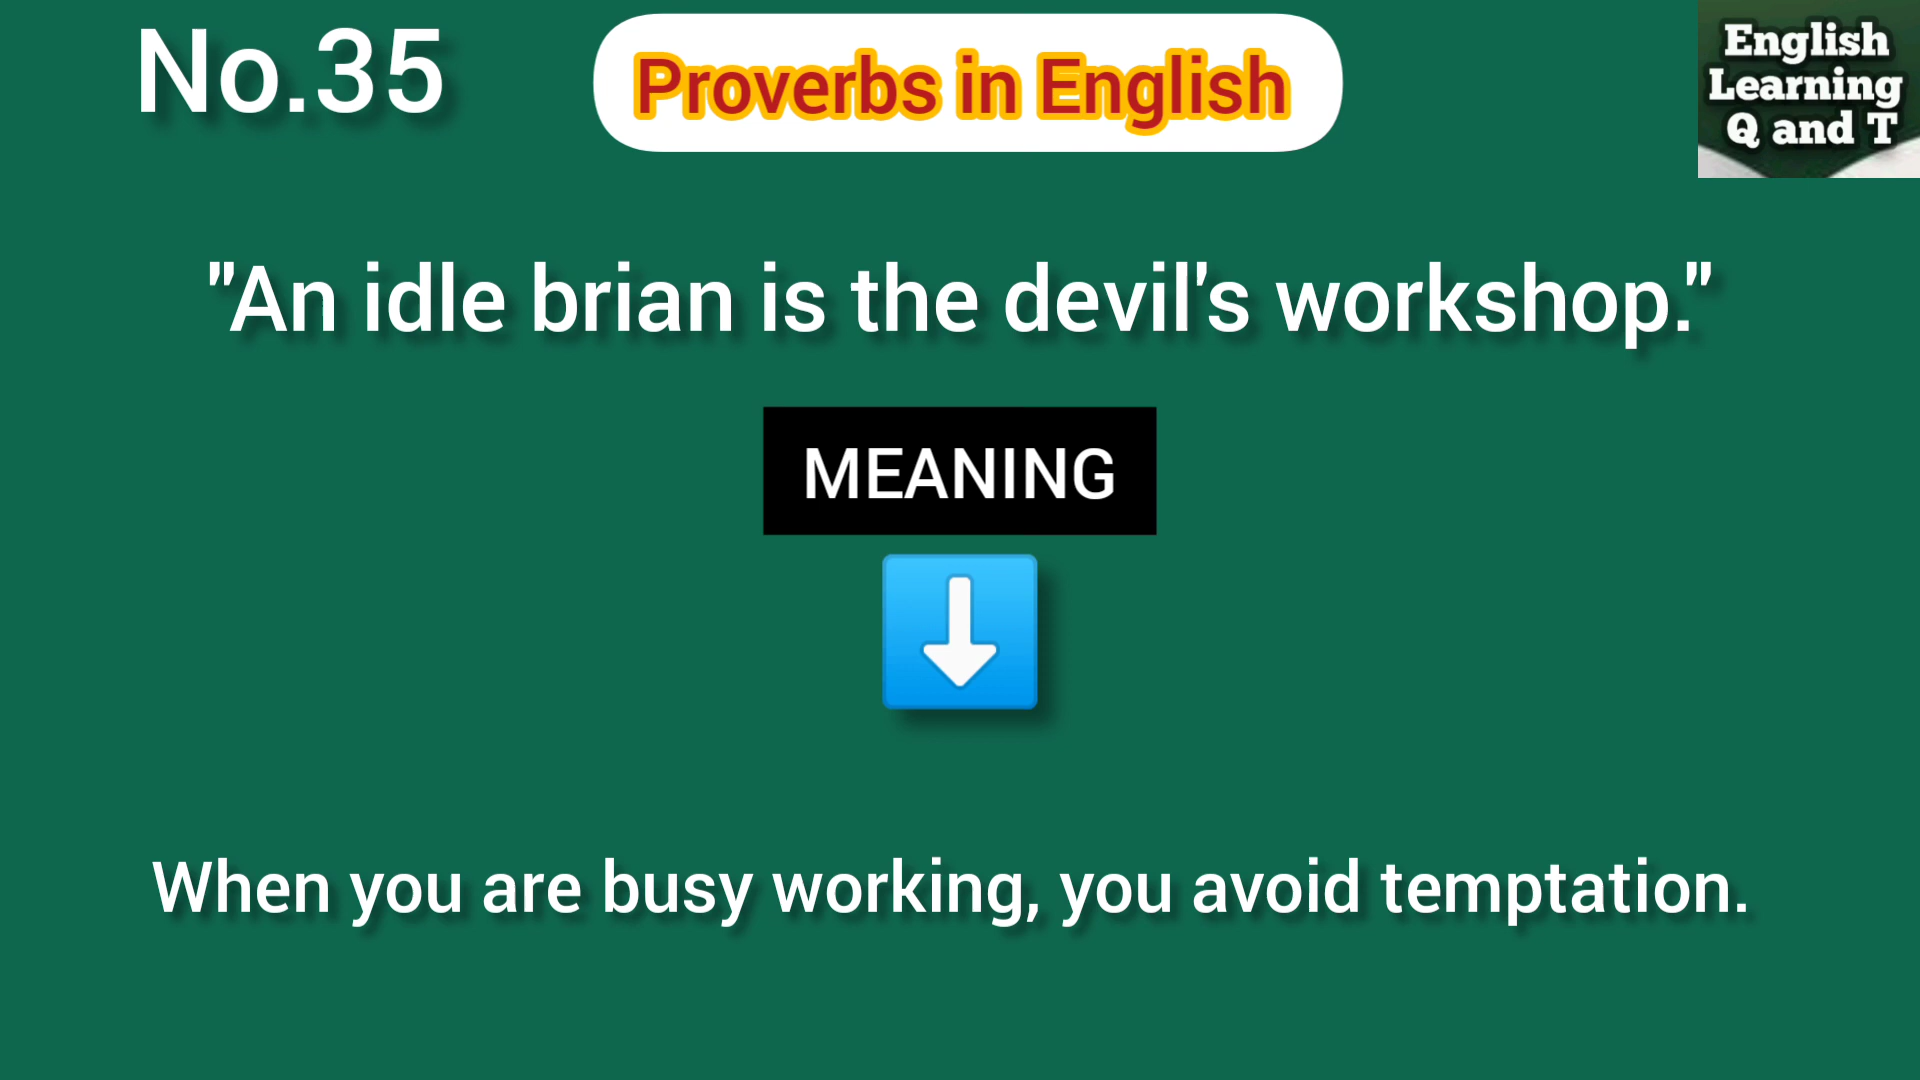 No.35
Proverbs in English
English
Learning
Q and T
"An idle brian is the devil's workshop."
MEANING
When you are busy working, you avoid temptation.